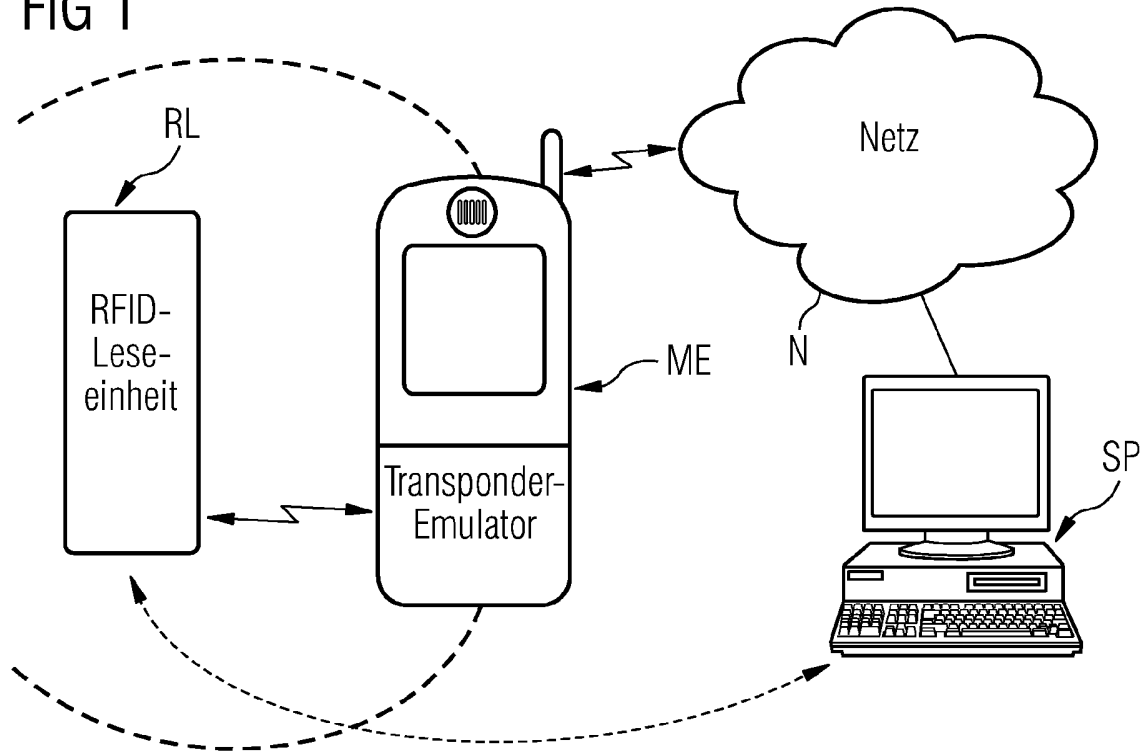 FIG 1
RL
Netz
RFID-
Lese-
einheit
N
ME
Transponder-
Emulator
SP